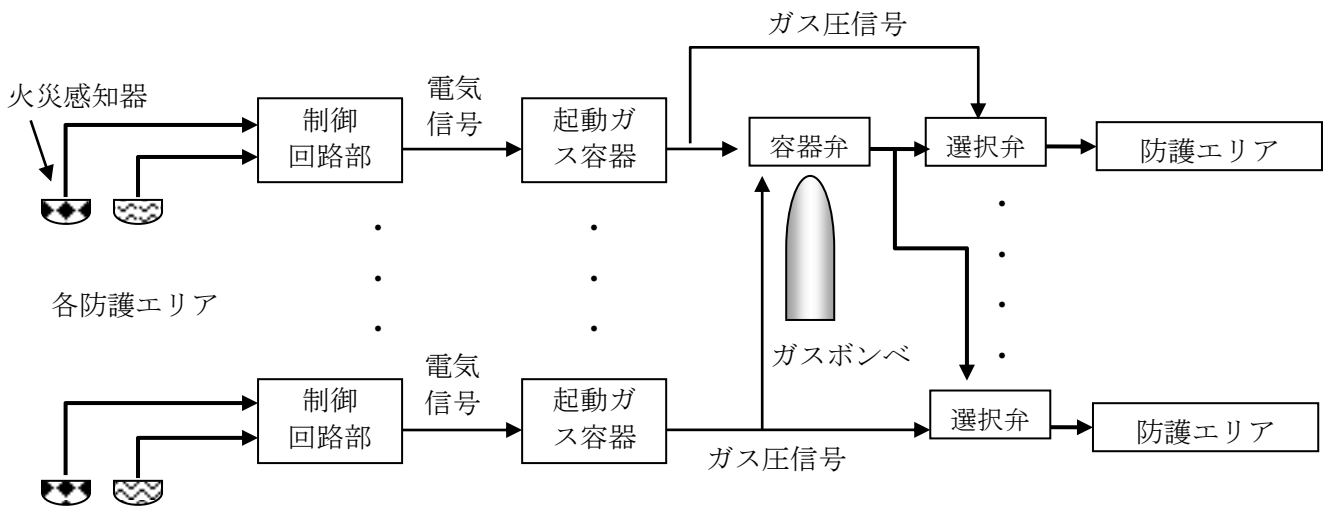 ガス圧信号
火災感知器
電気
信号
制御
回路部
起動ガ
ス容器
容器弁
選択弁
防護エリア
各防護エリア
ガスボンベ
電気
信号
制御
回路部
起動ガ
ス容器
選択弁
防護エリア
ガス圧信号